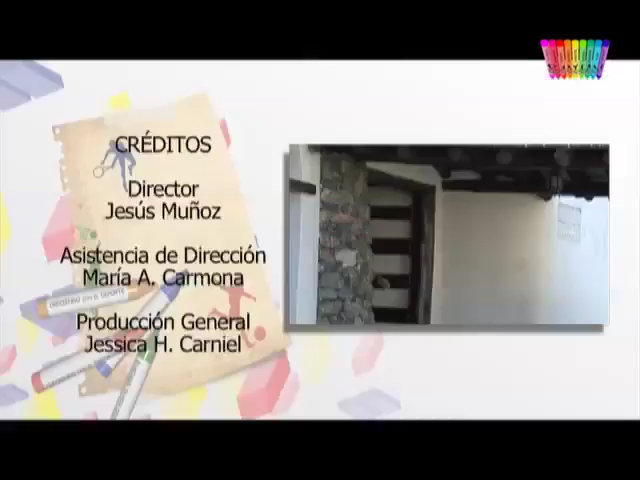 CRÉDITOS
Director
Jesús Muñoz
Asistencia de Dirección
María A. Carmona
Producción General
Jessica H. Carniel